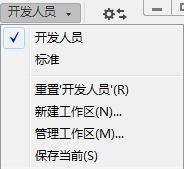 开发人员
开发人员
标准
重置'开发人员'(R)
新建工作区(N)...
管理工作区(M)...
保存当前(S)